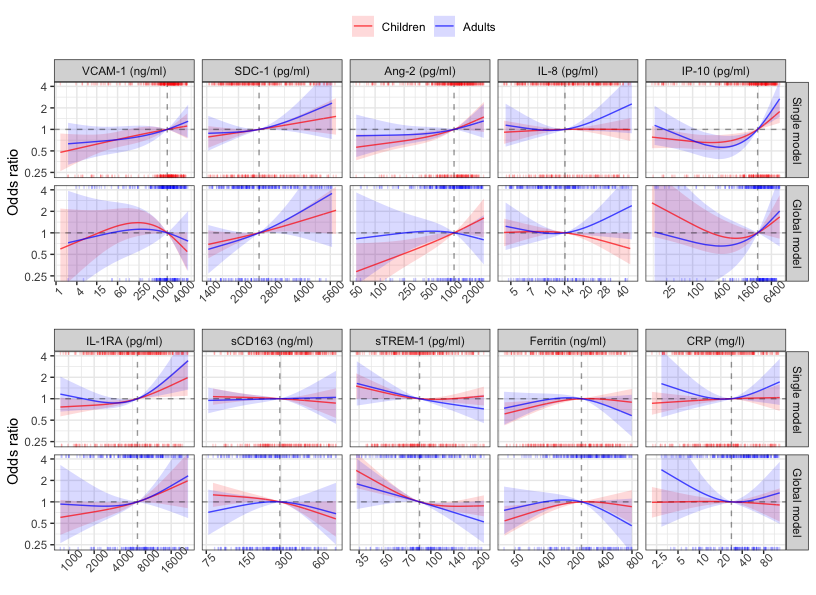 Children Adults
VCAM-1 (ng/ml) SDC-1 (pg/ml) Ang-2 (pg/ml) IL-8 (pg/ml) IP-10 (pg/ml)
Odds ratio
4
2
1
0.5
0.25
Single model
4
2
1
0.5
0.25
Global model
1 4 15 60 250 1000 4000
1400 2000 2800 4000 5600
50 100 250 500 1000 2000
5 7 10 14 20 28 40
25 100 400 1600 6400
IL-1RA (pg/ml) sCD163 (ng/ml) sTREM-1 (pg/ml) Ferritin (ng/ml) CRP (mg/l)
Odds ratio
4
2
1
0.5
0.25
Single model
4
2
1
0.5
0.25
Global model
1000 2000 4000 8000 16000
75 150 300 600
35 50 70 100 140 200
50 100 200 400 800
2.5 5 10 20 40 80